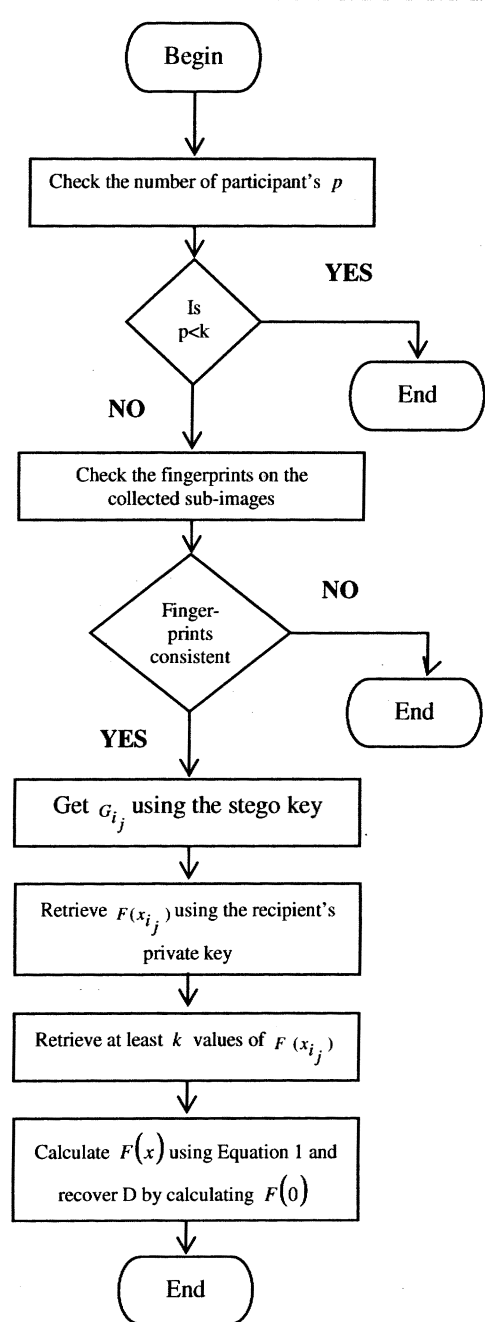 Begin
Check the number of participant's p
Is
p<k
YES
End
NO
Check the fingerprints on the
collected sub-images
Finger-
prints
consistent
NO
End
YES
Get G_{i_j} using the stego key
Retrieve F(x_{i_j}) using the recipient's
private key
Retrieve at least k values of F (x_{i_j})
Calculate F(x) using Equation 1 and
recover D by calculating F(0)
End